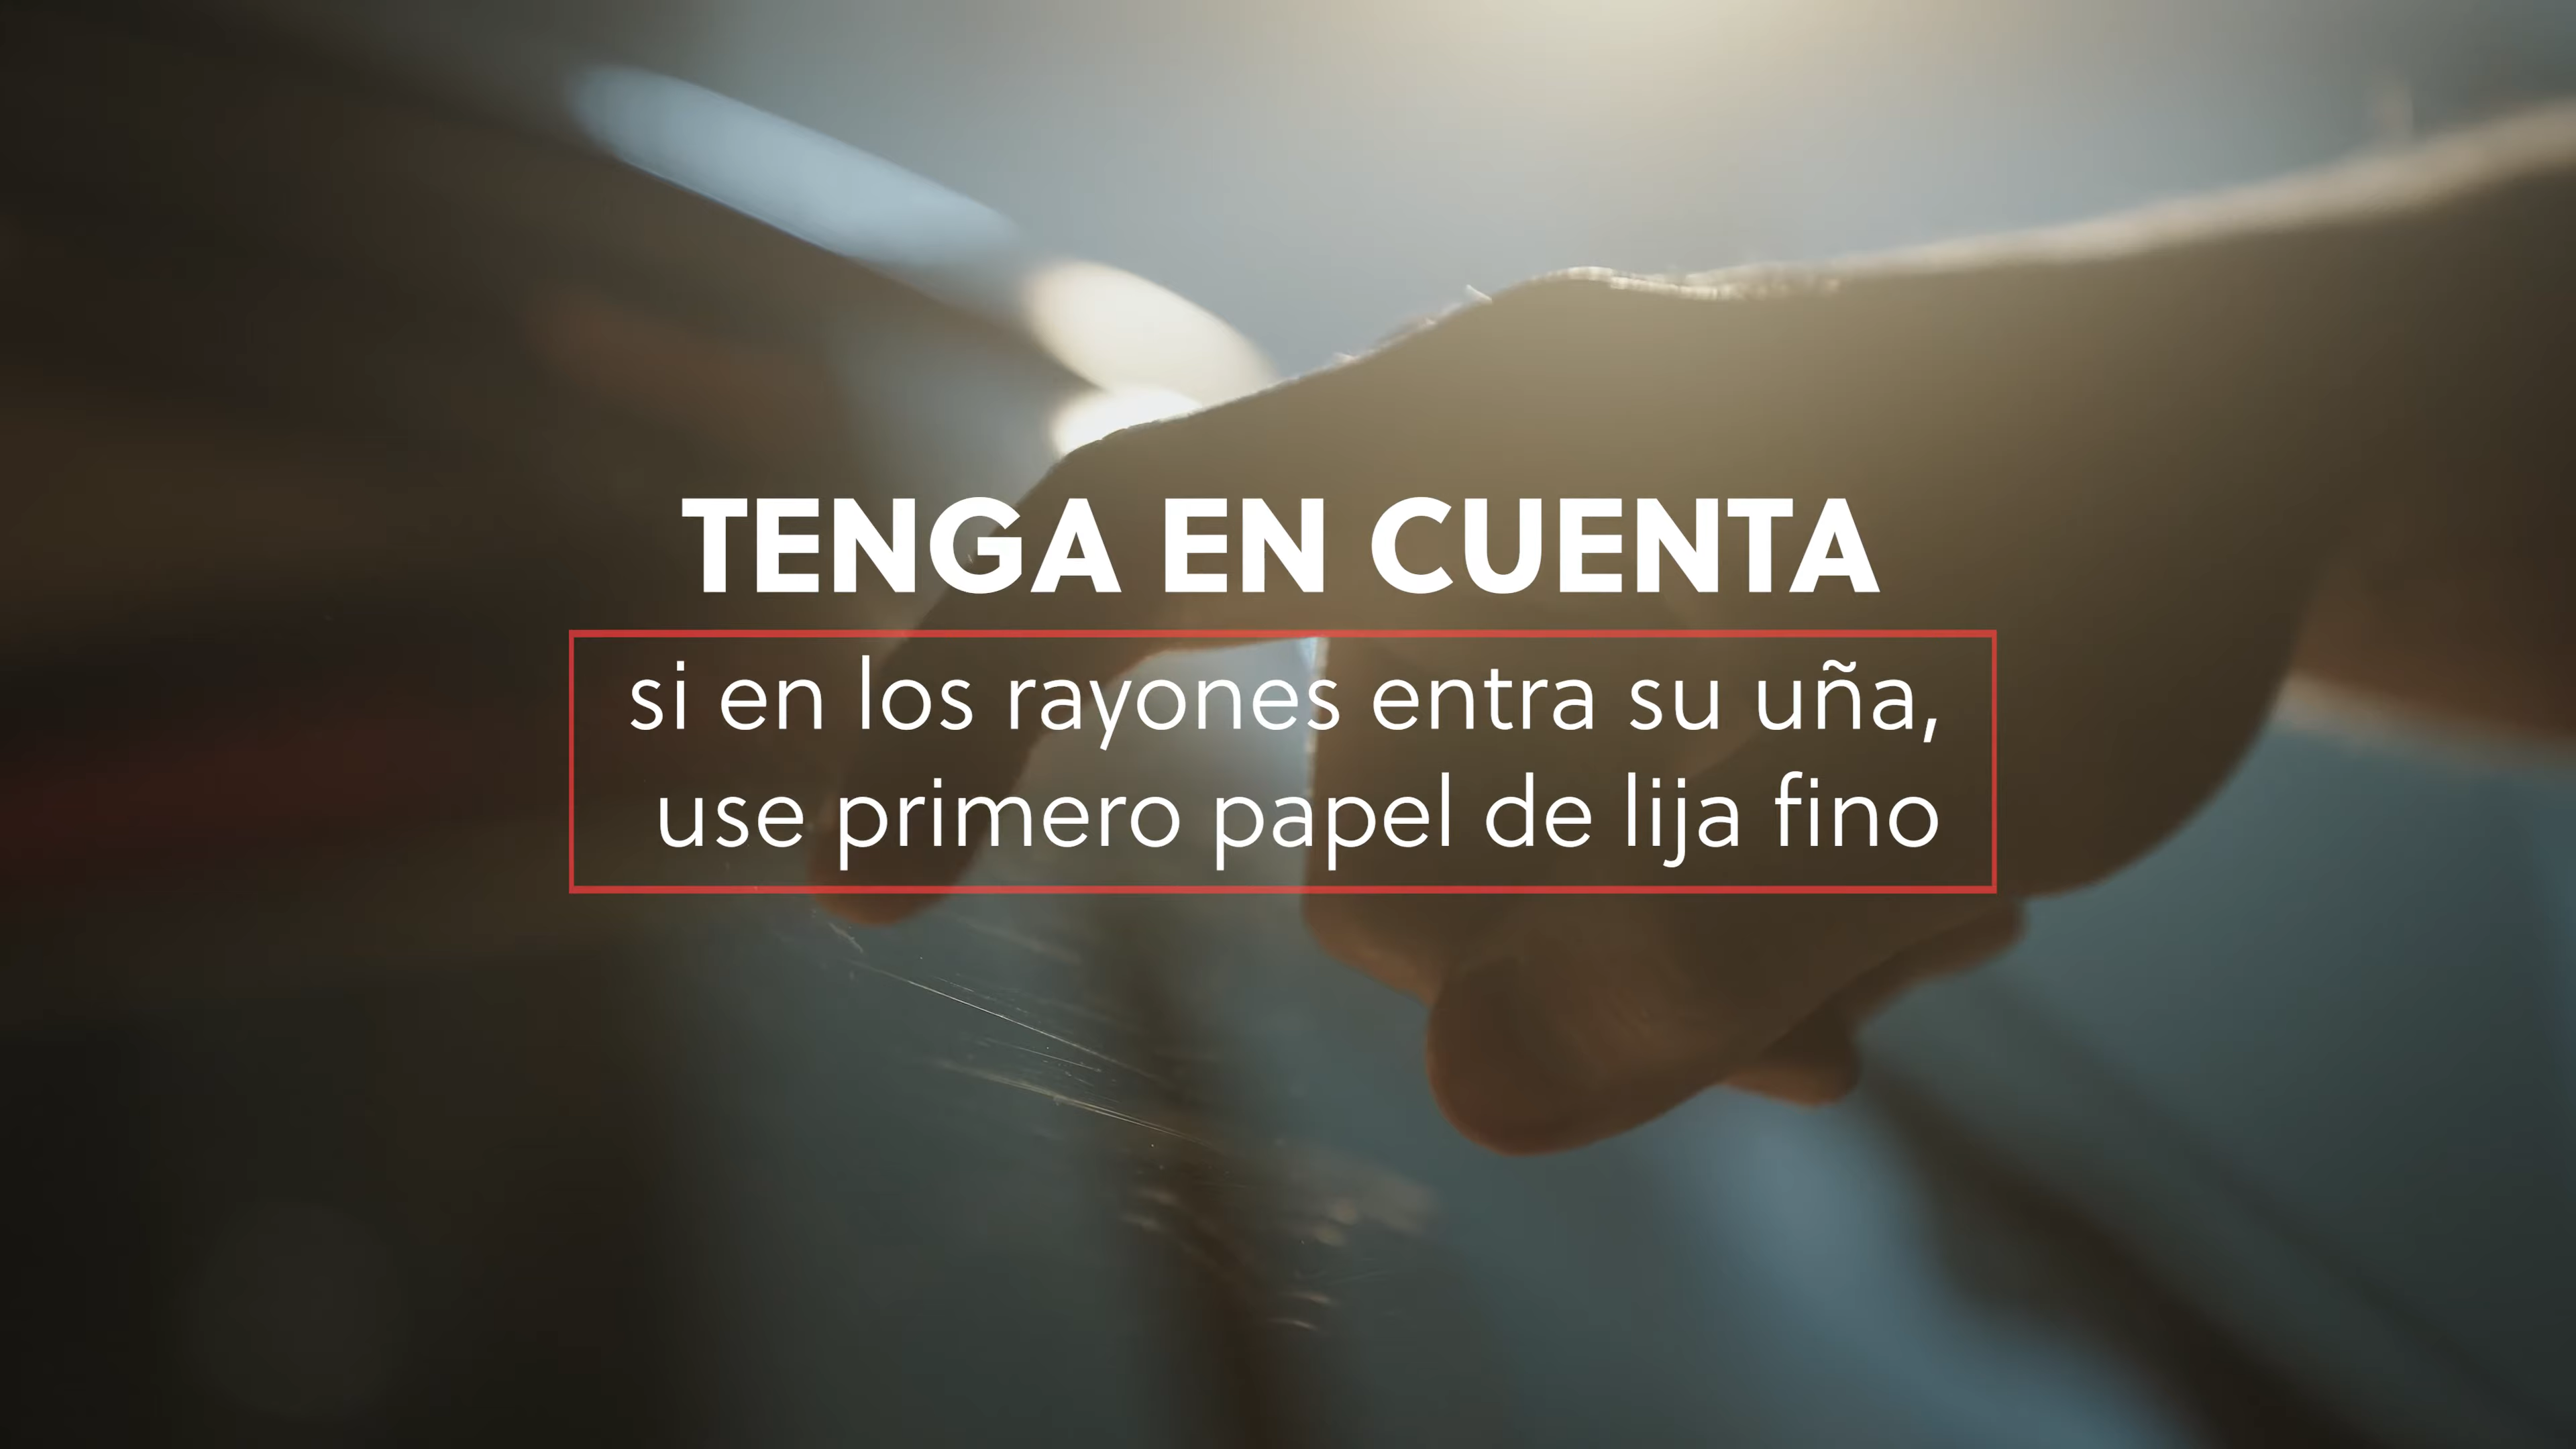 TENGA EN CUENTA
si en los rayones entra su uña,
use primero papel de lija fino